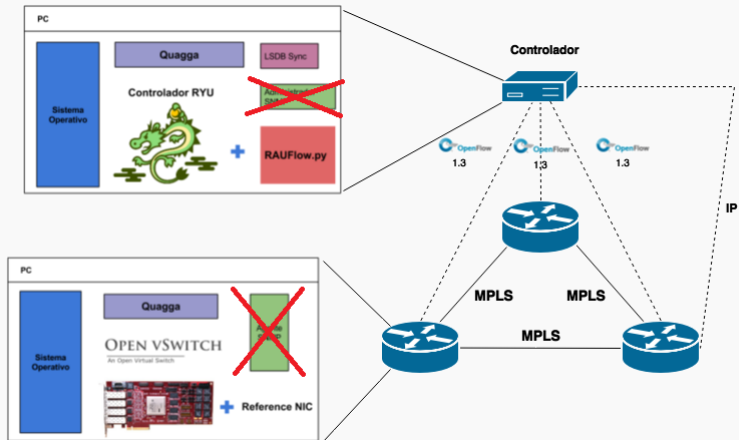 PC
Quagga
LSDB Sync
Controlador RYU
Sistema
Operativo
RAUFlow.py
Controlador
OpenFlow
1.3
OpenFlow
1.3
OpenFlow
1.3
IP
MPLS
MPLS
MPLS
PC
Quagga
OPEN VSWITCH
An Open Virtual Switch
Sistema
Operativo
Reference NIC